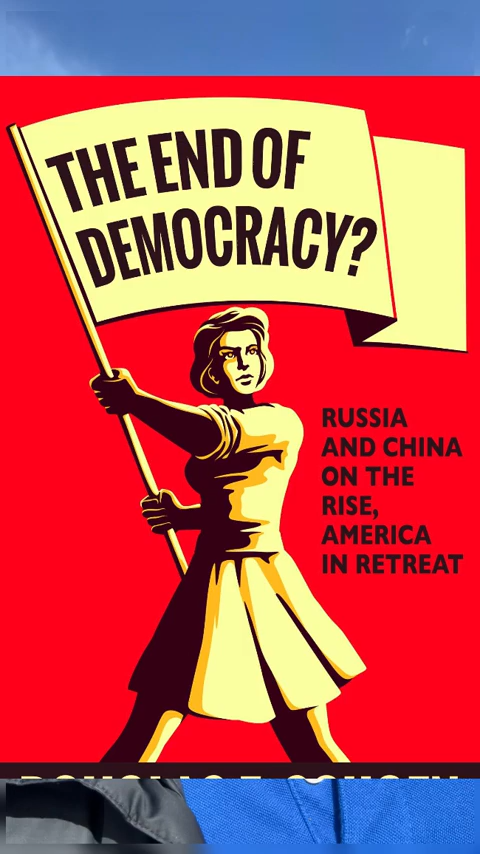 THE END OF
DEMOCRACY?
RUSSIA
AND CHINA
ON THE
RISE,
AMERICA
IN RETREAT